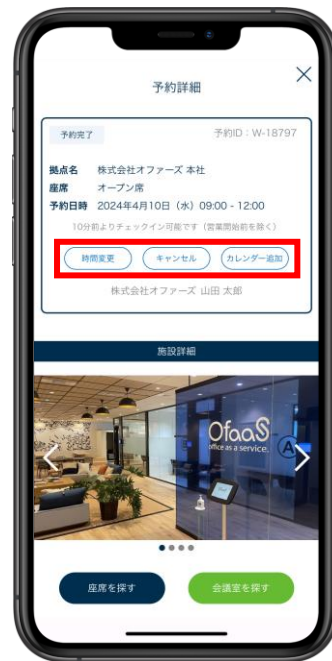 予約詳細
予約完了 予約ID：W-18797
拠点名 株式会社オファーズ 本社
座席 オープン席
予約日時 2024年4月10日（水）09:00 - 12:00
10分前よりチェックイン可能です（営業開始前を除く）
時間変更 キャンセル カレンダー追加
株式会社オファーズ 山田 太郎
施設詳細
OfaaS
office as a service.
A
座席を探す 会議室を探す